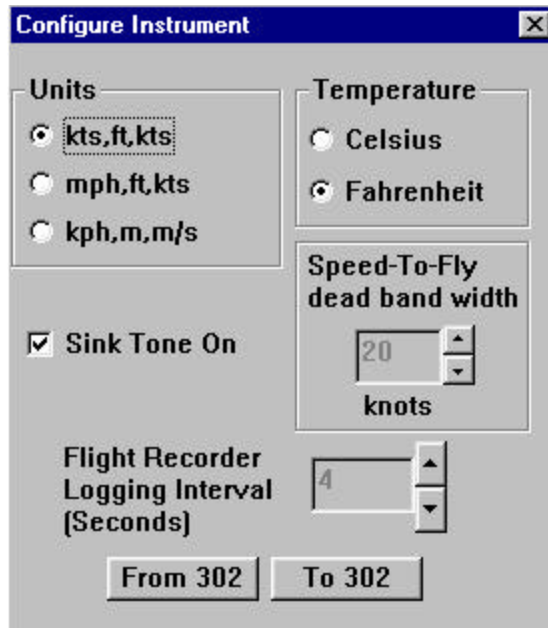 Configure Instrument
Units
kts,ft,kts
mph,ft,kts
kph,m,m/s
Temperature
Celsius
Fahrenheit
Speed-To-Fly
dead band width
20
knots
Sink Tone On
Flight Recorder
Logging Interval
(Seconds)
4
From 302
To 302